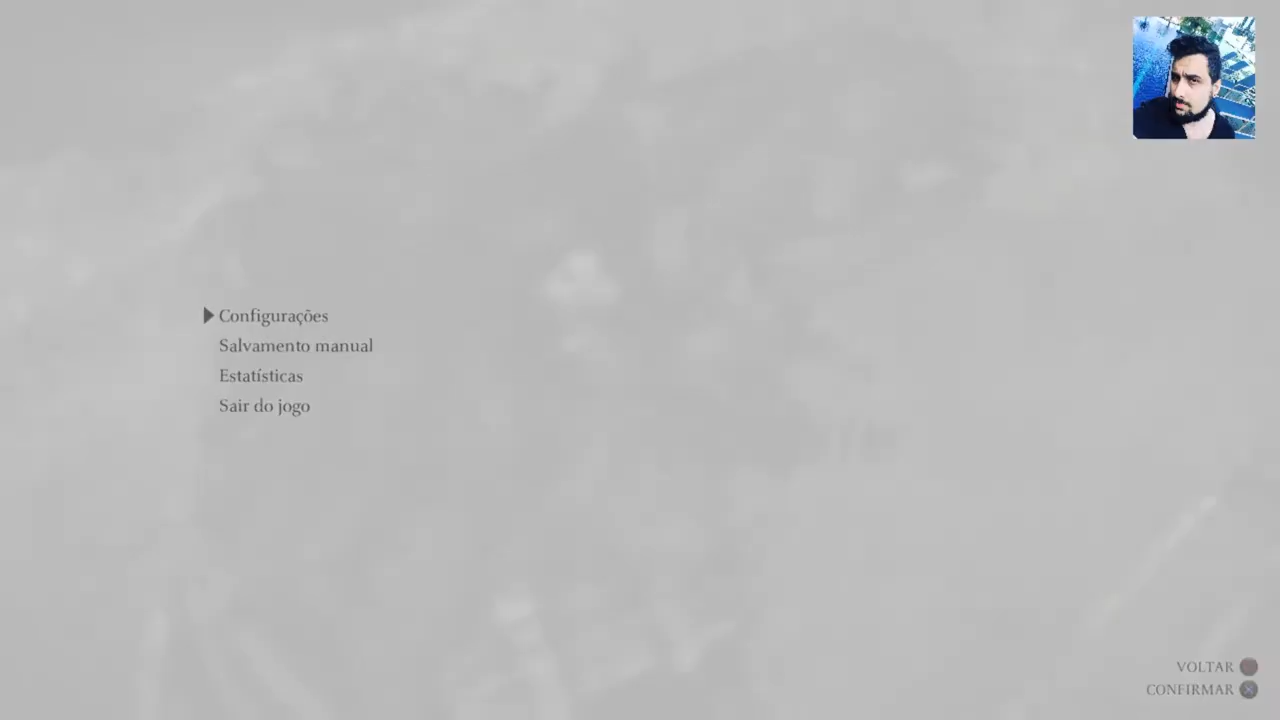 Configurações
Salvamento manual
Estatísticas
Sair do jogo
VOLTAR
CONFIRMAR